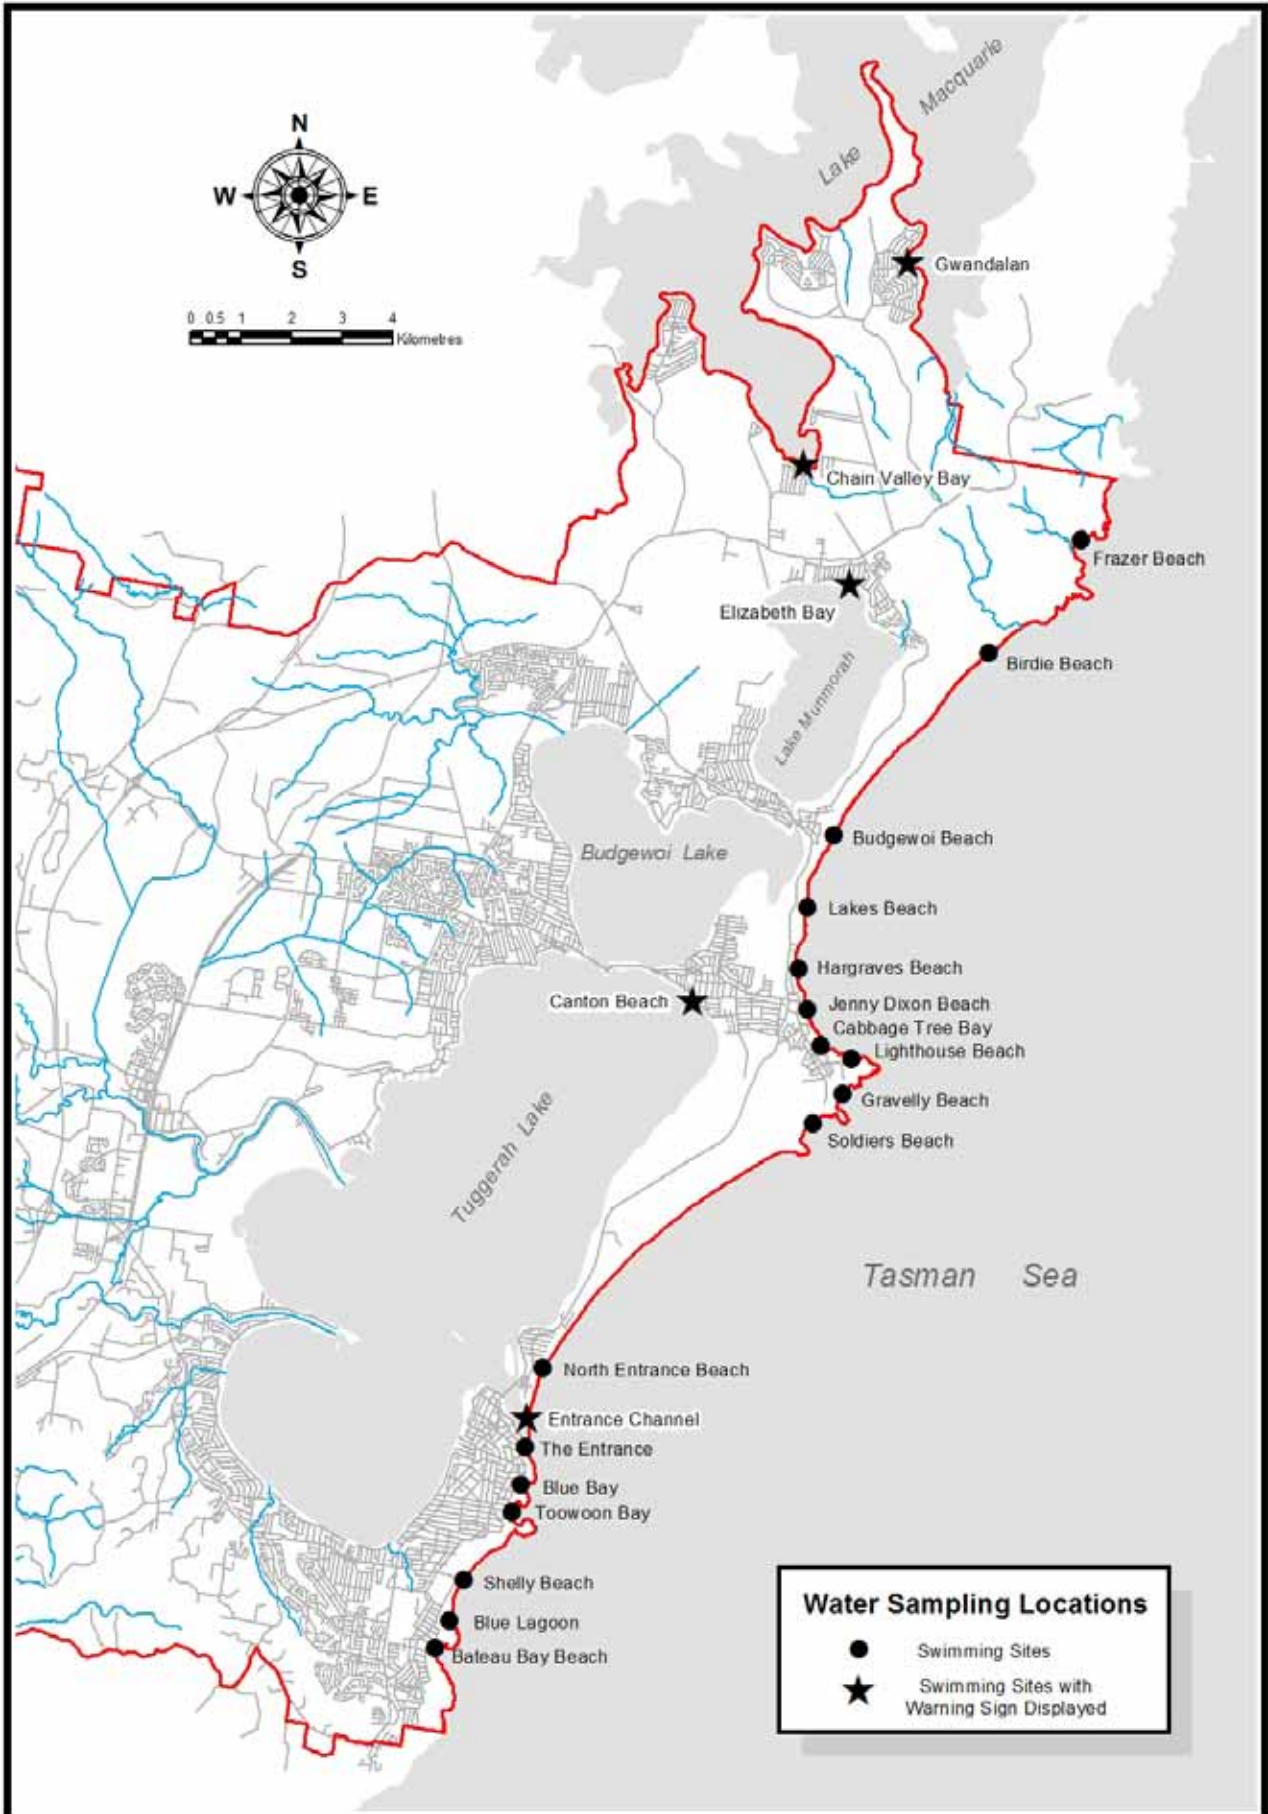 Macquarie
Lake
N
W E
S
0 0.5 1 2 3 4
Kilometres
Gwandalan
Chain Valley Bay
Frazer Beach
Elizabeth Bay
Birdie Beach
Lake Munmorah
Budgewoi Beach
Budgewoi Lake
Lakes Beach
Hargraves Beach
Canton Beach
Jenny Dixon Beach
Cabbage Tree Bay
Lighthouse Beach
Gravelly Beach
Soldiers Beach
Tuggerah Lake
Tasman Sea
North Entrance Beach
Entrance Channel
The Entrance
Blue Bay
Toowoon Bay
Shelly Beach
Blue Lagoon
Bateau Bay Beach
Water Sampling Locations
Swimming Sites
Swimming Sites with
Warning Sign Displayed